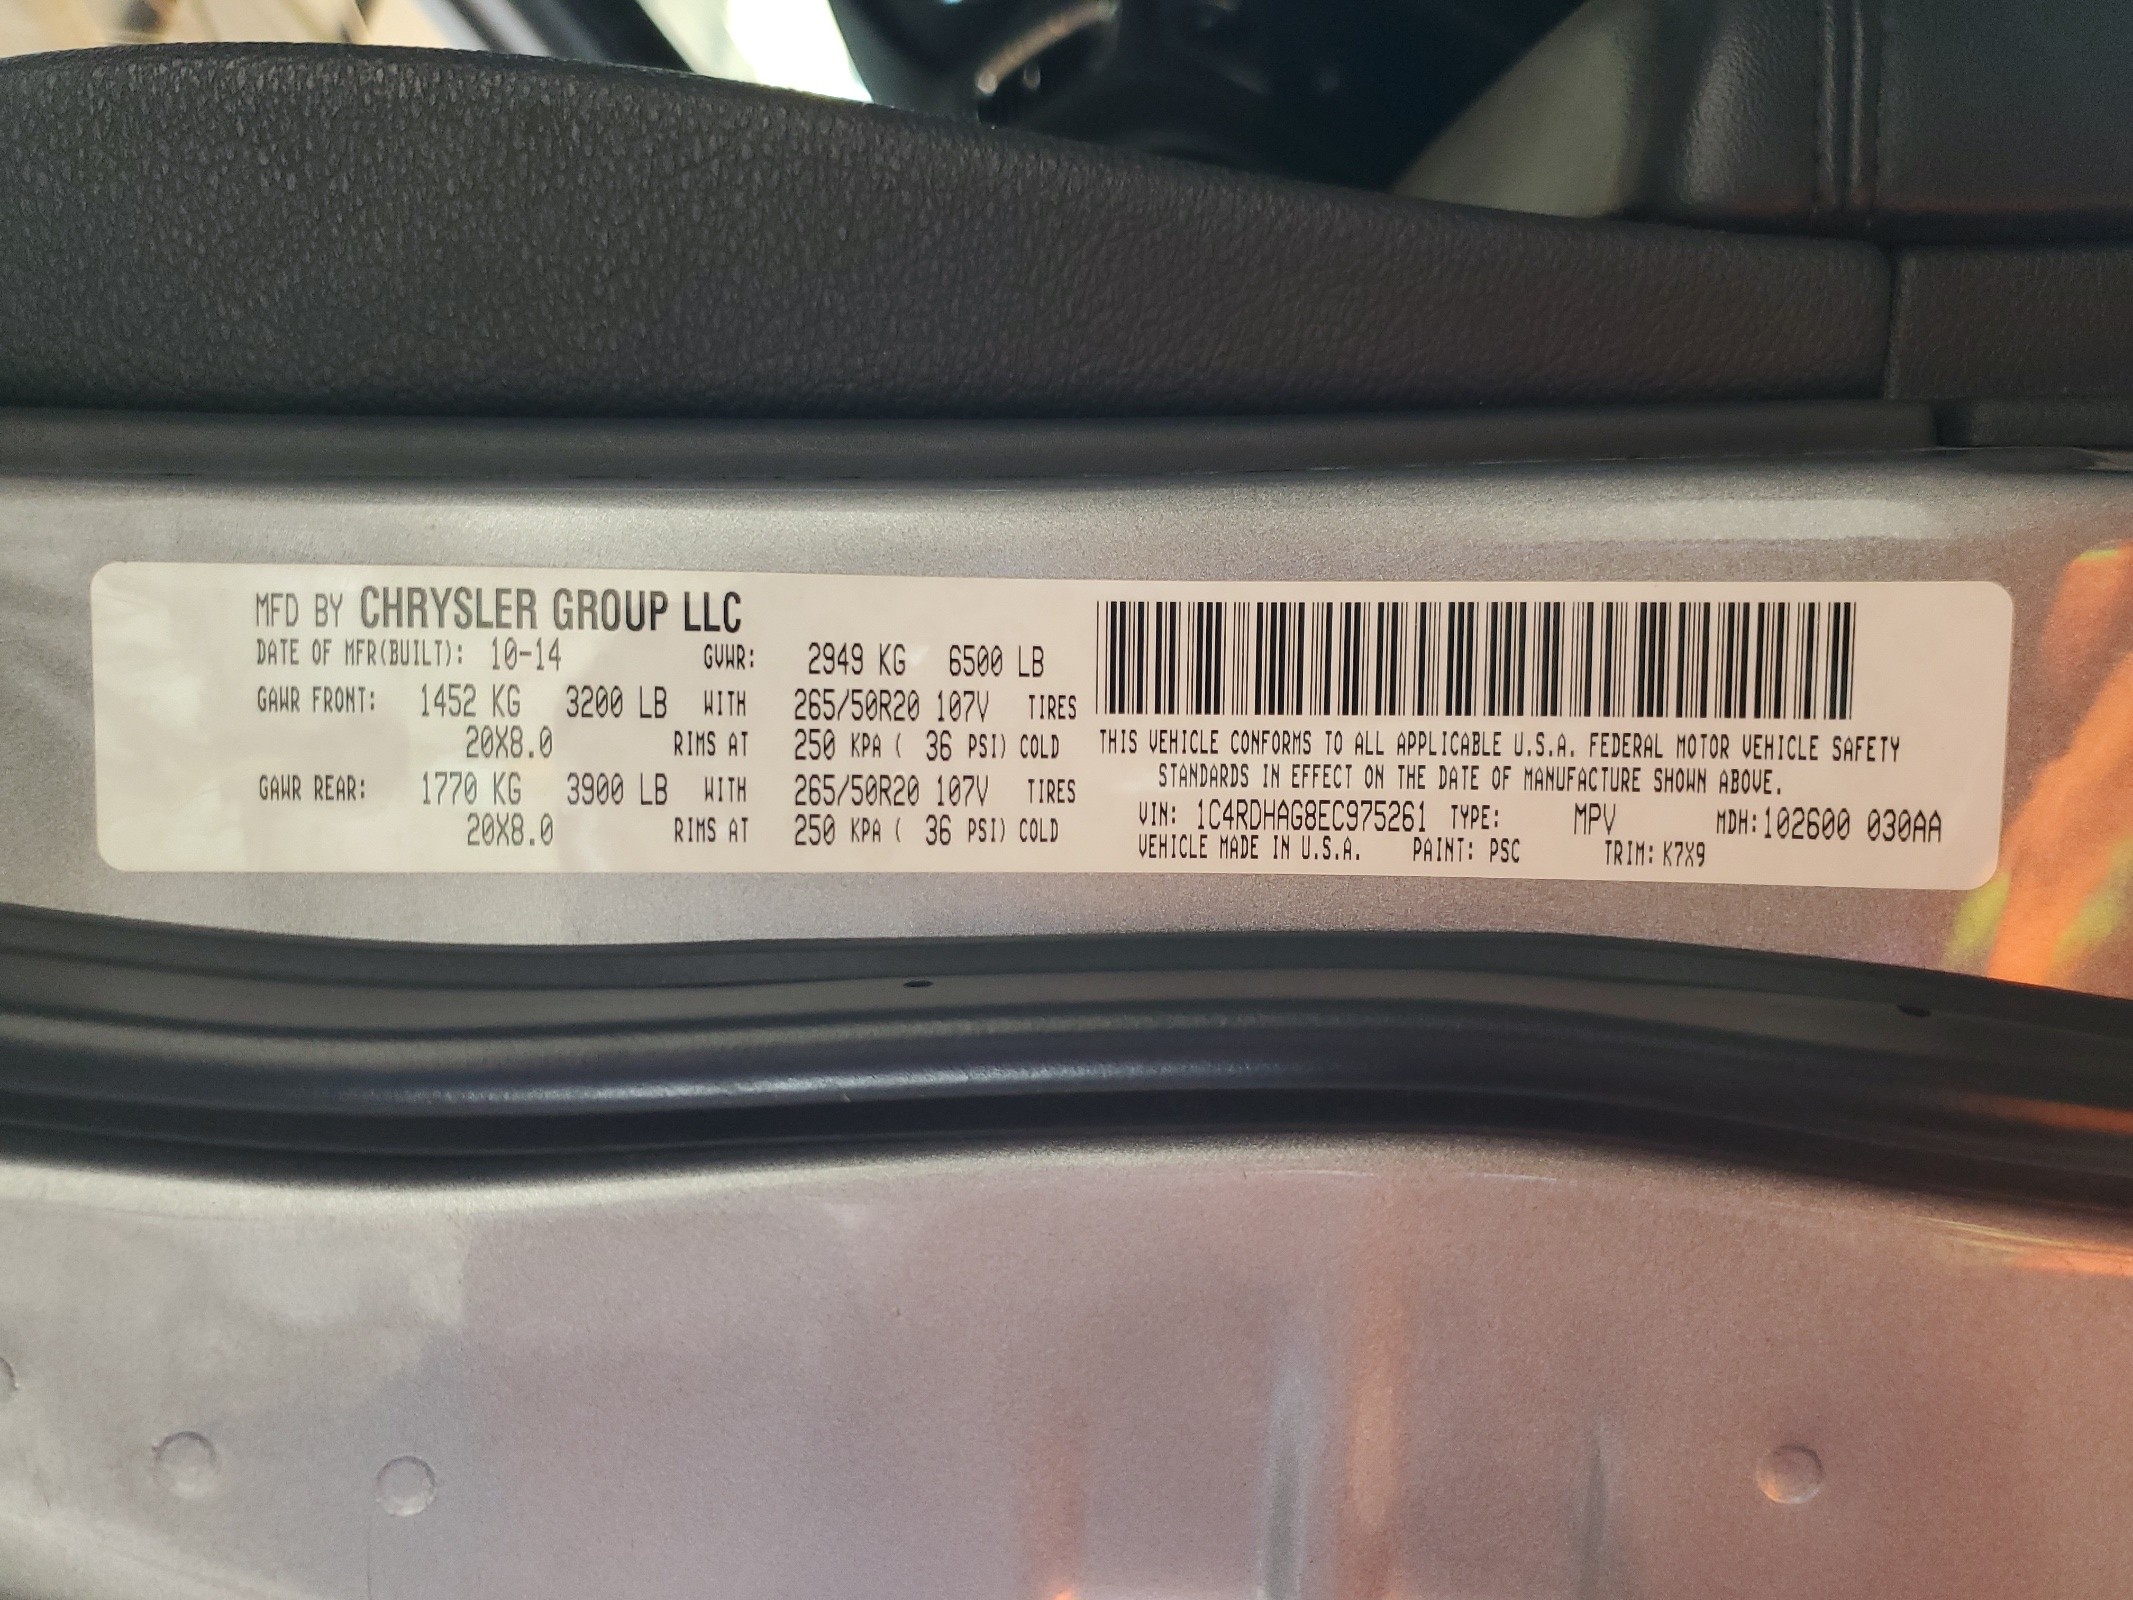 MFD BY CHRYSLER GROUP LLC
DATE OF MFR(BUILT): 10-14 GVWR: 2949 KG 6500 LB
GAWR FRONT: 1452 KG 3200 LB WITH 265/50R20 107V TIRES
20X8.0 RIMS AT 250 KPA ( 36 PSI) COLD
GAWR REAR: 1770 KG 3900 LB WITH 265/50R20 107V TIRES
20X8.0 RIMS AT 250 KPA ( 36 PSI) COLD
THIS VEHICLE CONFORMS TO ALL APPLICABLE U.S.A. FEDERAL MOTOR VEHICLE SAFETY
STANDARDS IN EFFECT ON THE DATE OF MANUFACTURE SHOWN ABOVE.
VIN: 1C4RDHAG8EC975261 TYPE: MPV MDH:102600 030AA
VEHICLE MADE IN U.S.A. PAINT: PSC TRIM: K7X9